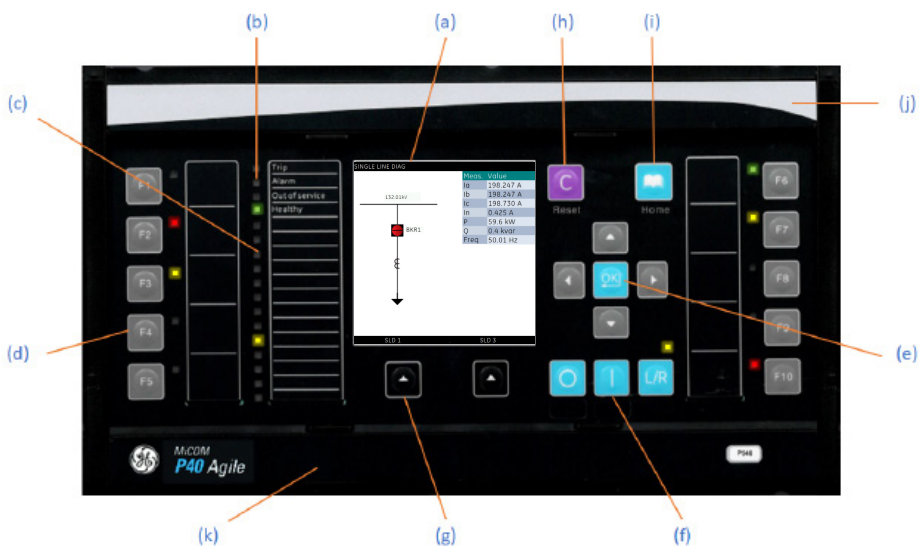 (b)
(a)
(h)
(i)
(c)
(j)
F1
F2
F3
F4
F5
Trip
Alarm
Out of service
Healthy
SINGLE LINE DIAG
132.01kV
BKR1
Meas. Value
Ia 198.247 A
Ib 198.247 A
Ic 198.730 A
In 0.425 A
P 59.6 kW
Q 0.4 kvar
Freq 50.01 Hz
SLD 1 SLD 3
C
Reset
Home
OK
L/R
F6
F7
F8
F9
F10
(d)
(e)
MiCOM
P40 Agile
(k)
(g)
(f)